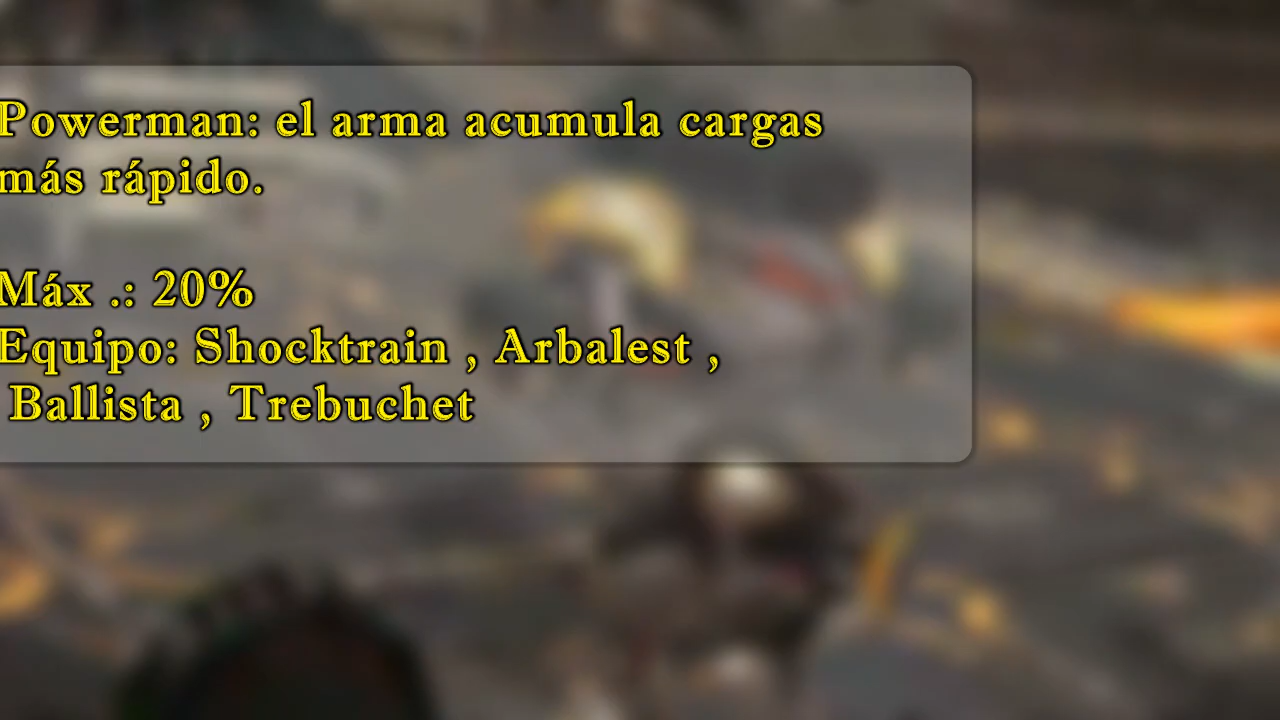 Powerman: el arma acumula cargas
más rápido.
Máx .: 20%
Equipo: Shocktrain , Arbalest ,
Ballista , Trebuchet